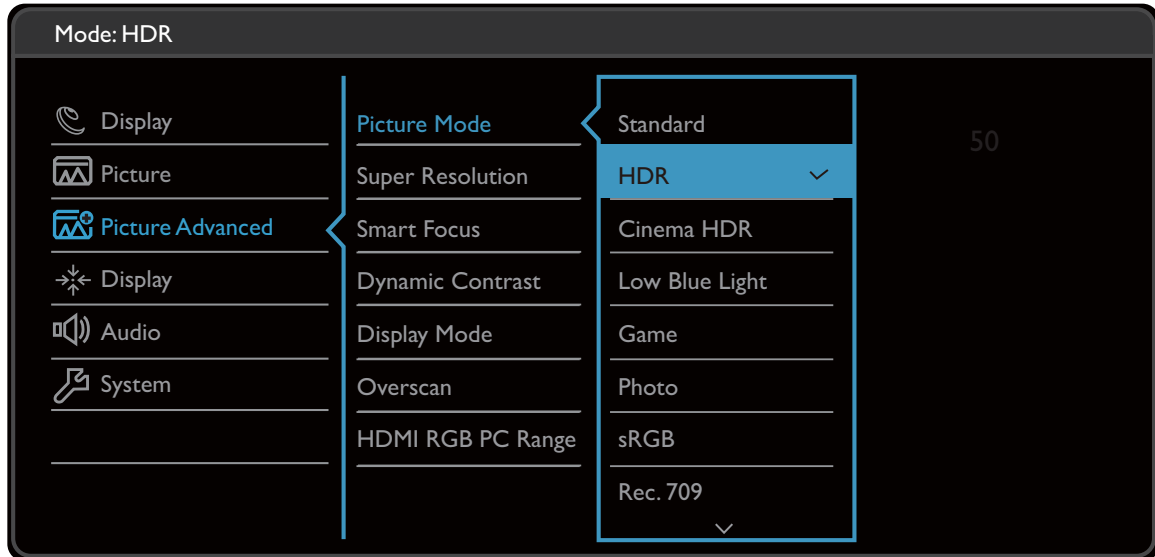 Mode: HDR
Display
Picture
Picture Advanced
Display
Audio
System
Picture Mode
Super Resolution
Smart Focus
Dynamic Contrast
Display Mode
Overscan
HDMI RGB PC Range
Standard
HDR
Cinema HDR
Low Blue Light
Game
Photo
sRGB
Rec. 709
50